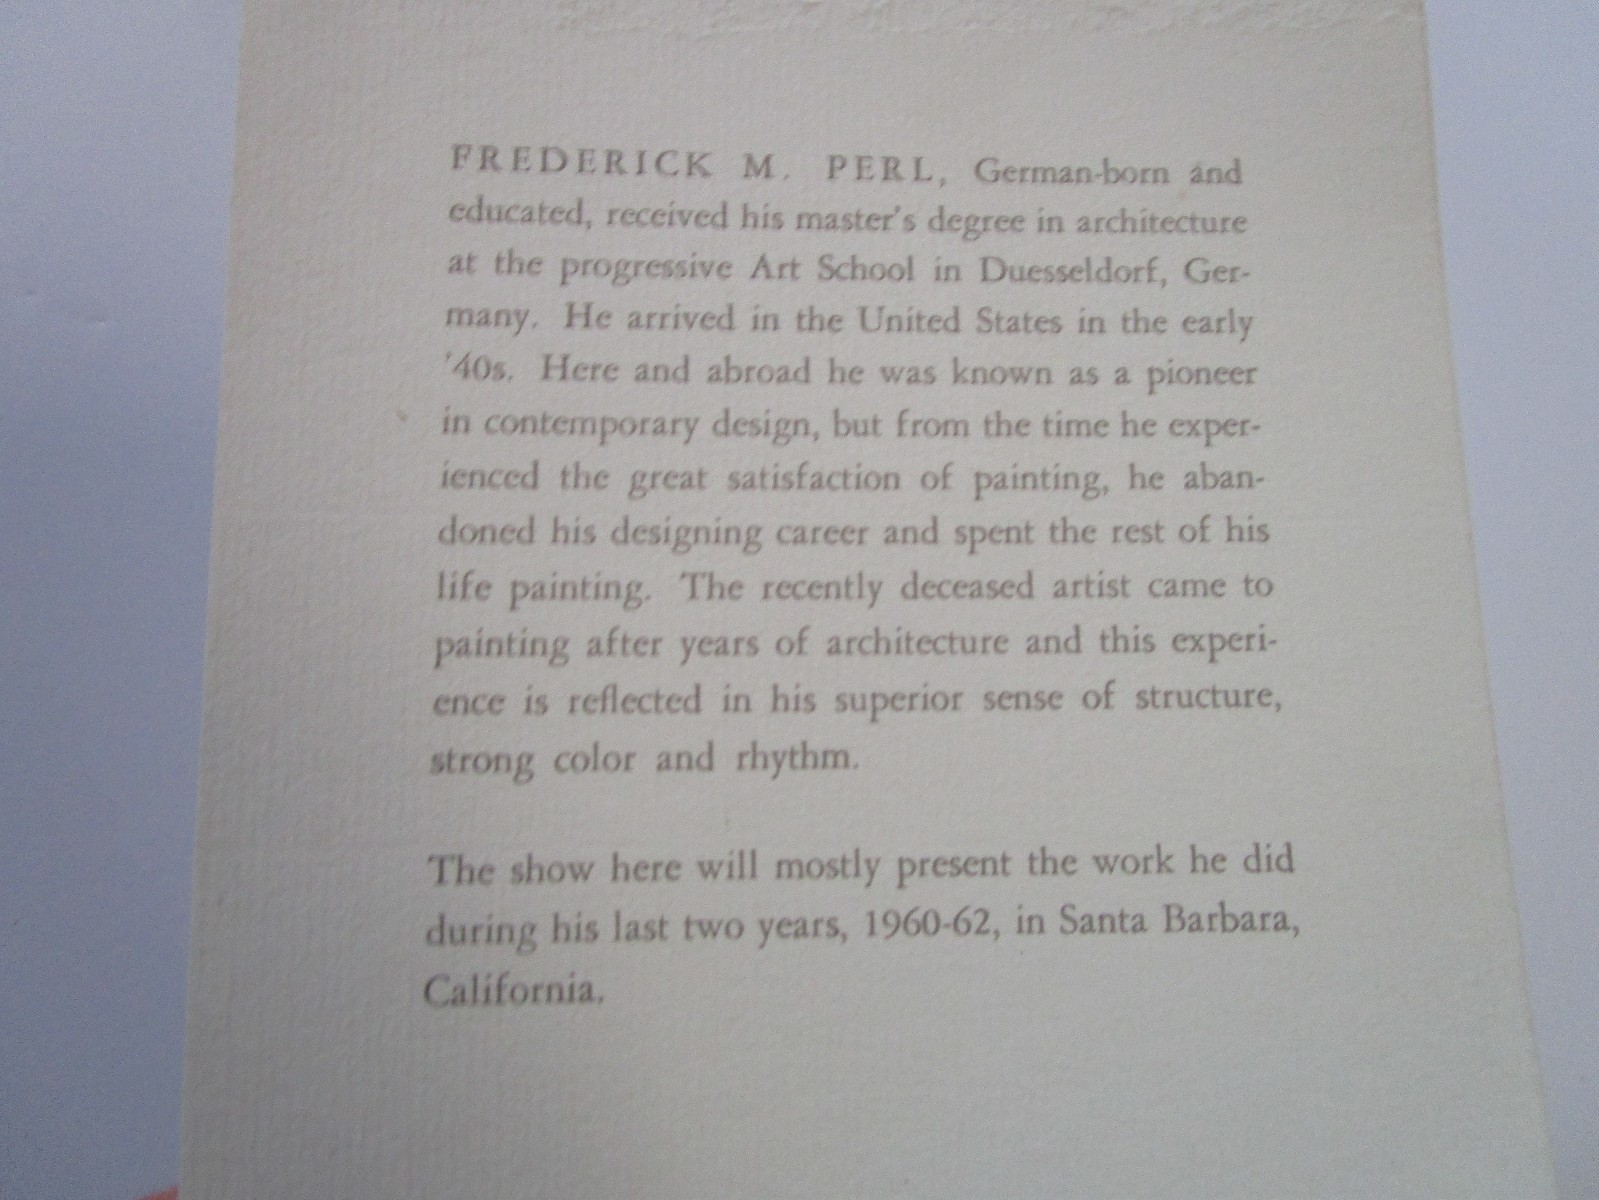 FREDERICK M. PERL, German-born and
educated, received his master's degree in architecture
at the progressive Art School in Duesseldorf, Ger-
many. He arrived in the United States in the early
'40s. Here and abroad he was known as a pioneer
in contemporary design, but from the time he exper-
ienced the great satisfaction of painting, he aban-
doned his designing career and spent the rest of his
life painting. The recently deceased artist came to
painting after years of architecture and this experi-
ence is reflected in his superior sense of structure,
strong color and rhythm.
The show here will mostly present the work he did
during his last two years, 1960-62, in Santa Barbara,
California.